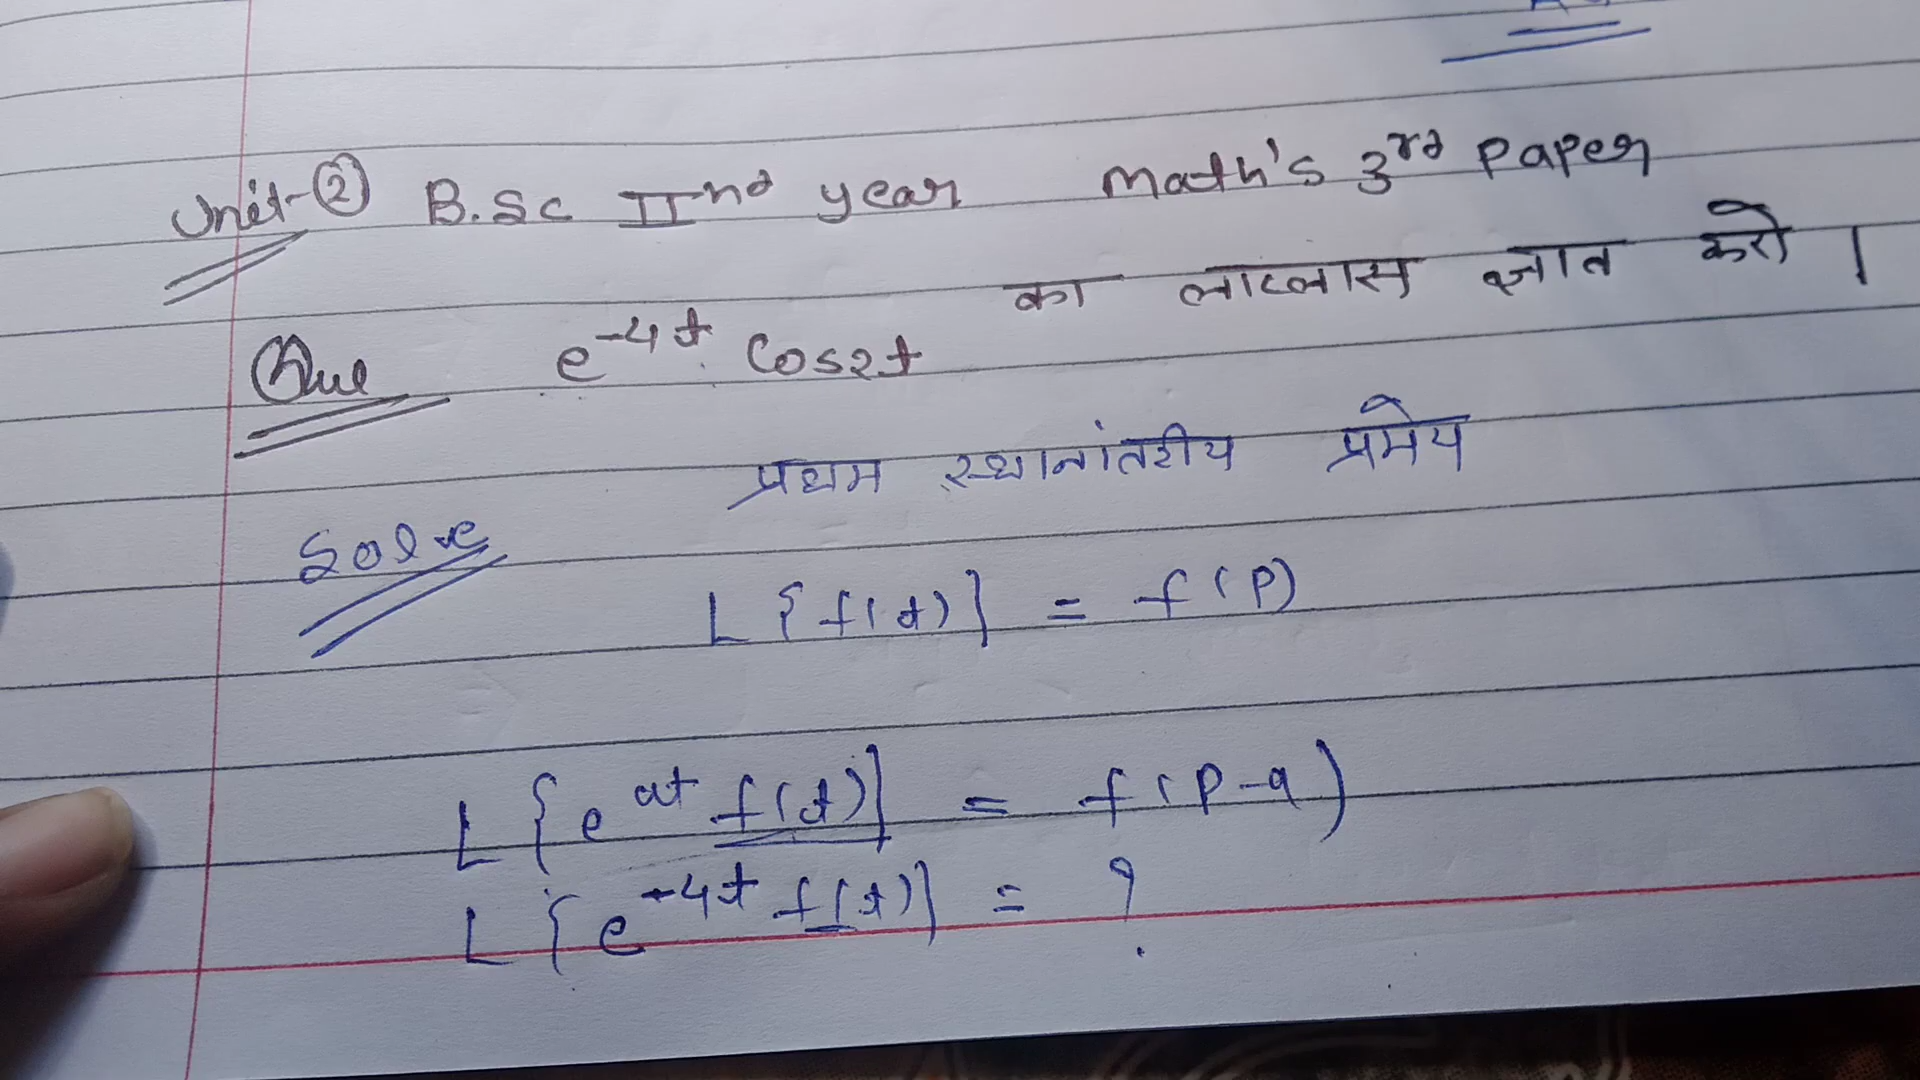 Unit-② B.Sc IInd year Math's 3rd Paper
Que e^-4t. Cos2t का लाप्लास ज्ञात करो ।
प्रथम स्थानांतरीय प्रमेय
Solve
L{f(t)} = f(p)
L{e^at f(t)} = f(p-a)
L{e^-4t f(t)} = ?